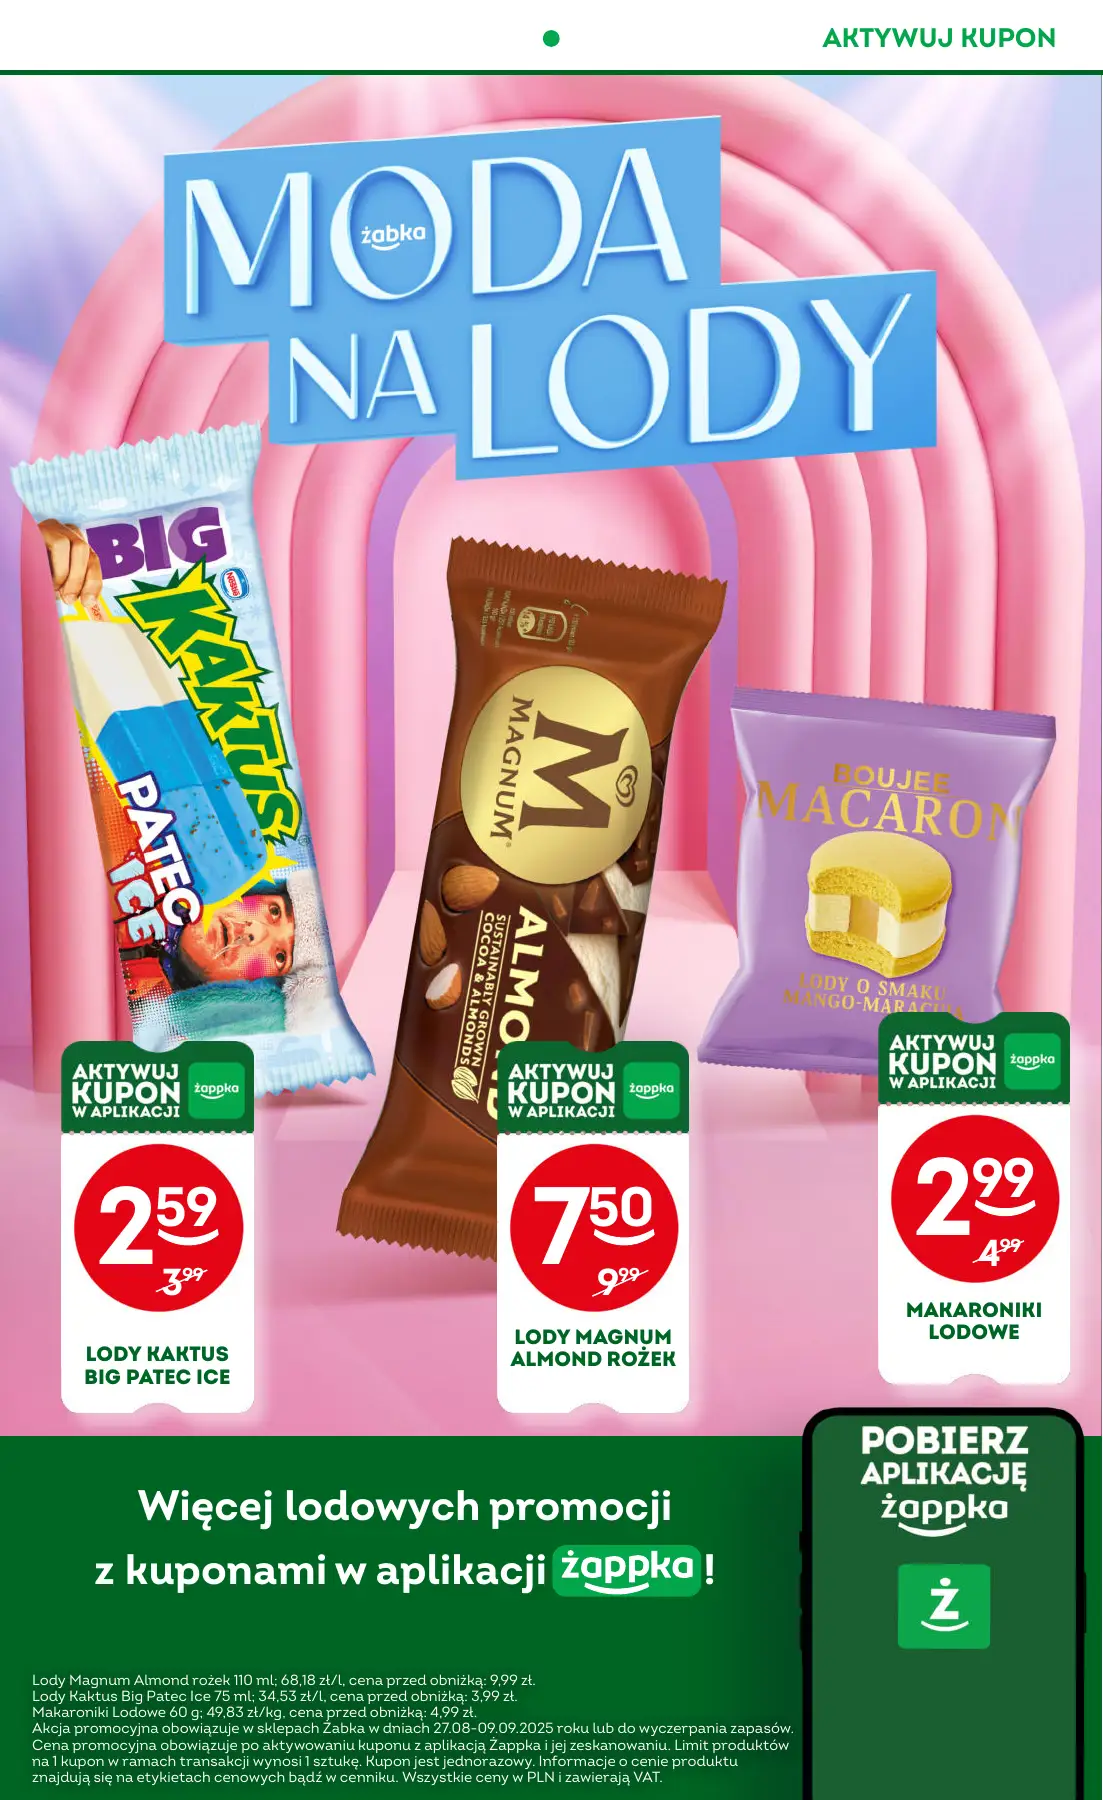 AKTYWUJ KUPON
MODA
żabka
NA LODY
BIG
Nestlé
KAKTUS
PATEC
ICE
M
MAGNUM
ALMOND
SUSTAINABLY GROWN
COCOA & ALMONDS
BOUJEE
MACARON
LODY O SMAKU
MANGO-MARACUJA
AKTYWUJ
KUPON
W APLIKACJI
żappka
2 59
3 99
LODY KAKTUS
BIG PATEC ICE
AKTYWUJ
KUPON
W APLIKACJI
żappka
7 50
9 99
LODY MAGNUM
ALMOND ROŻEK
AKTYWUJ
KUPON
W APLIKACJI
żappka
2 99
4 99
MAKARONIKI
LODOWE
Więcej lodowych promocji
z kuponami w aplikacji żappka!
POBIERZ
APLIKACJĘ
żappka
Ż
Lody Magnum Almond rożek 110 ml; 68,18 zł/l, cena przed obniżką: 9,99 zł.
Lody Kaktus Big Patec Ice 75 ml; 34,53 zł/l, cena przed obniżką: 3,99 zł.
Makaroniki Lodowe 60 g; 49,83 zł/kg, cena przed obniżką: 4,99 zł.
Akcja promocyjna obowiązuje w sklepach Żabka w dniach 27.08-09.09.2025 roku lub do wyczerpania zapasów.
Cena promocyjna obowiązuje po aktywowaniu kuponu z aplikacją Żappka i jej zeskanowaniu. Limit produktów
na 1 kupon w ramach transakcji wynosi 1 sztukę. Kupon jest jednorazowy. Informacje o cenie produktu
znajdują się na etykietach cenowych bądź w cenniku. Wszystkie ceny w PLN i zawierają VAT.